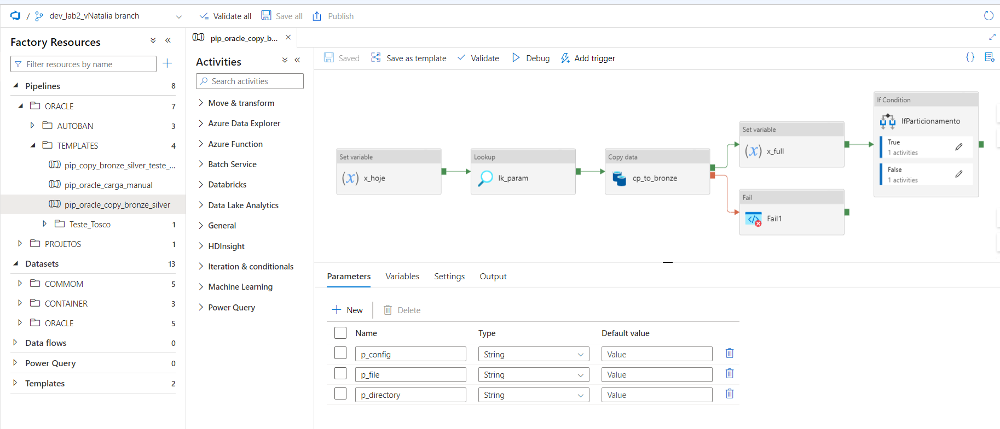 / dev_lab2_vNatalia branch
Validate all
Save all
Publish
Factory Resources
Filter resources by name
Pipelines 8
ORACLE 7
AUTOBAN 3
TEMPLATES 4
pip_copy_bronze_silver_teste_...
pip_oracle_carga_manual
pip_oracle_copy_bronze_silver
Teste_Tosco 1
PROJETOS 1
Datasets 13
COMMOM 5
CONTAINER 3
ORACLE 5
Data flows 0
Power Query 0
Templates 2
pip_oracle_copy_b...
Activities
Search activities
Move & transform
Azure Data Explorer
Azure Function
Batch Service
Databricks
Data Lake Analytics
General
HDInsight
Iteration & conditionals
Machine Learning
Power Query
Saved
Save as template
Validate
Debug
Add trigger
{}
Set variable
(x) x_hoje
Lookup
lk_param
Copy data
cp_to_bronze
Set variable
(x) x_full
Fail
Fail1
If Condition
IfParticionamento
True
1 activities
False
1 activities
Parameters Variables Settings Output
New Delete
Name Type Default value
p_config String Value
p_file String Value
p_directory String Value